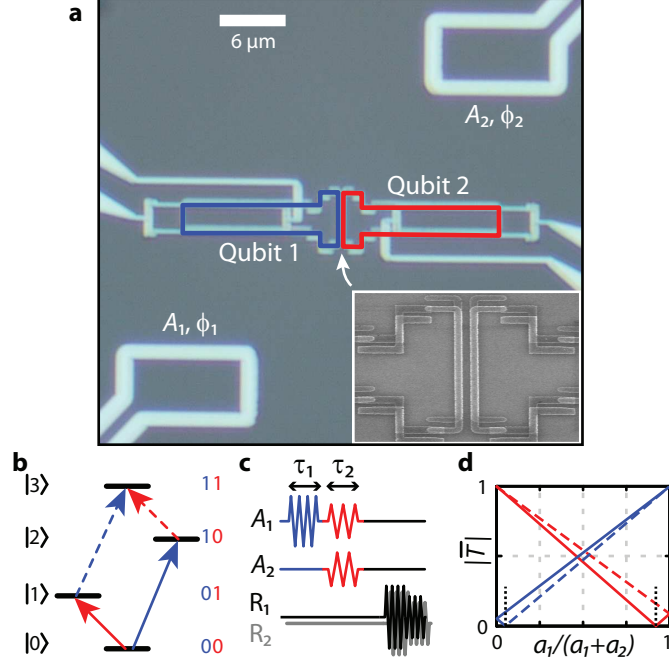 a
6 μm
A₂, ϕ₂
Qubit 2
Qubit 1
A₁, ϕ₁
b
|3⟩ 11
|2⟩ 10
|1⟩ 01
|0⟩ 00
c
τ₁ τ₂
A₁
A₂
R₁
R₂
d
1
|T̅|
0
0 1
a₁/(a₁+a₂)